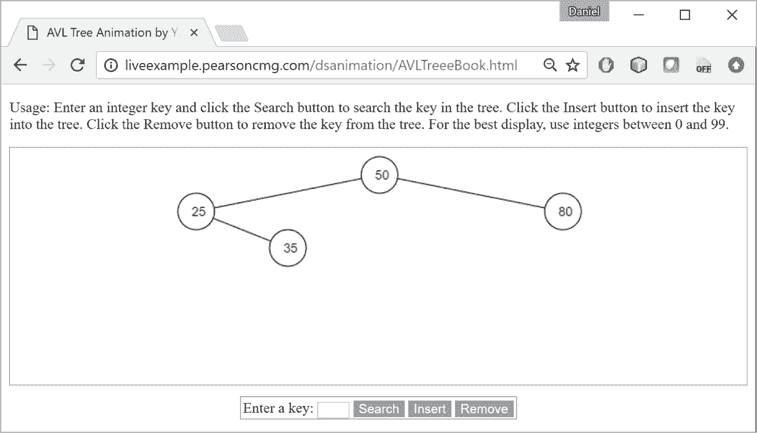 Daniel
AVL Tree Animation by Y.
liveexample.pearsoncmg.com/dsanimation/AVLTreeeBook.html
OFF
Usage: Enter an integer key and click the Search button to search the key in the tree. Click the Insert button to insert the key
into the tree. Click the Remove button to remove the key from the tree. For the best display, use integers between 0 and 99.
50
25
80
35
Enter a key: Search Insert Remove